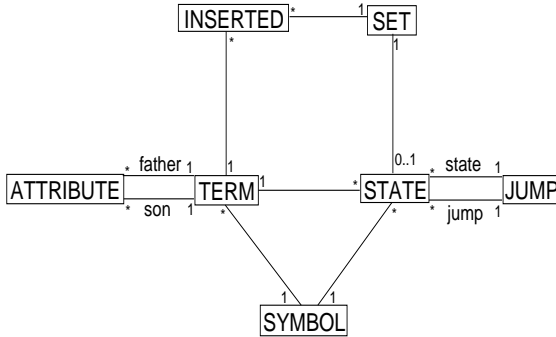 INSERTED * 1 SET
* 1
father 1 0..1 state
ATTRIBUTE * 1 TERM 1 * STATE * 1 JUMP
* son 1 * * * jump 1
1 1
SYMBOL